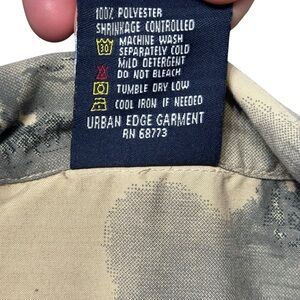 100% POLYESTER
SHRINKAGE CONTROLLED
30 MACHINE WASH
SEPARATELY COLD
MILD DETERGENT
DO NOT BLEACH
TUMBLE DRY LOW
COOL IRON IF NEEDED
URBAN EDGE GARMENT
RN 68773